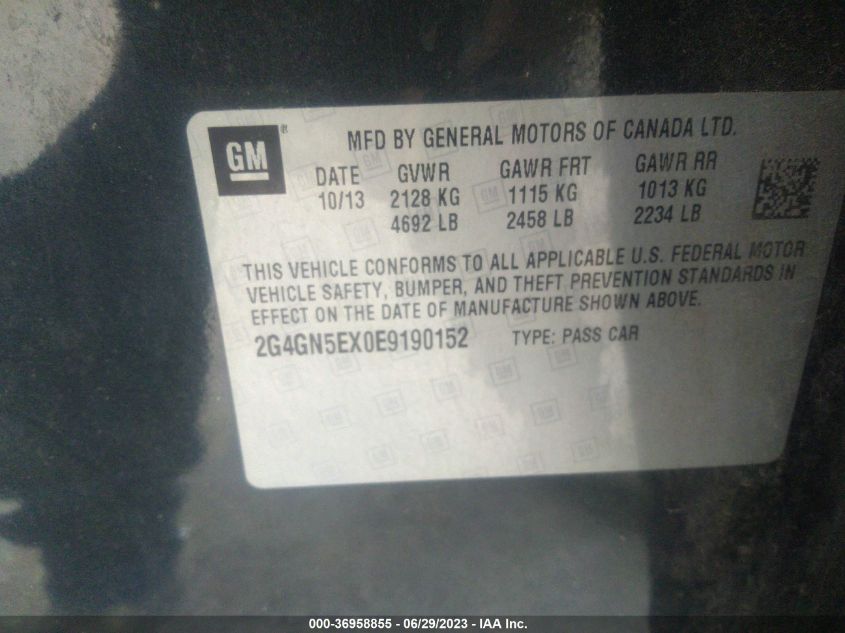 GM
MFD BY GENERAL MOTORS OF CANADA LTD.
DATE GVWR GAWR FRT GAWR RR
10/13 2128 KG 1115 KG 1013 KG
4692 LB 2458 LB 2234 LB
THIS VEHICLE CONFORMS TO ALL APPLICABLE U.S. FEDERAL MOTOR
VEHICLE SAFETY, BUMPER, AND THEFT PREVENTION STANDARDS IN
EFFECT ON THE DATE OF MANUFACTURE SHOWN ABOVE.
2G4GN5EX0E9190152 TYPE: PASS CAR
000-36958855 - 06/29/2023 - IAA Inc.